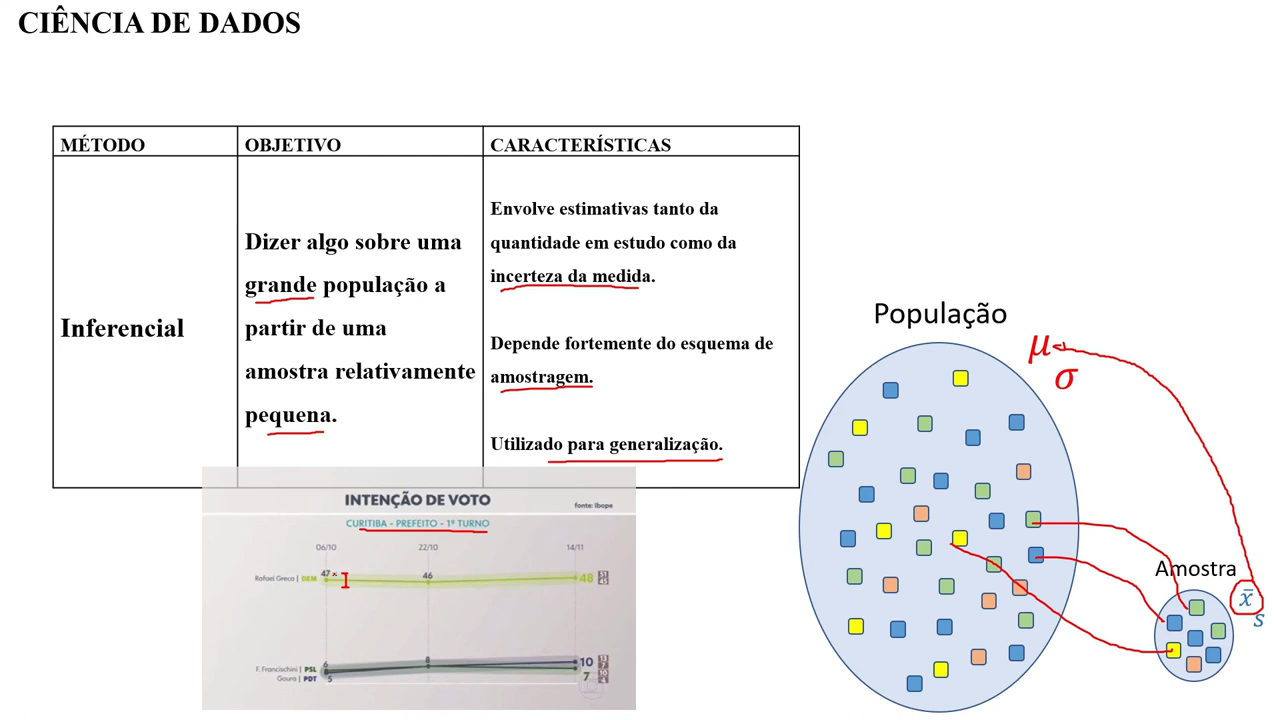 CIÊNCIA DE DADOS
MÉTODO
OBJETIVO
CARACTERÍSTICAS
Inferencial
Dizer algo sobre uma
grande população a
partir de uma
amostra relativamente
pequena.
Envolve estimativas tanto da
quantidade em estudo como da
incerteza da medida.
Depende fortemente do esquema de
amostragem.
Utilizado para generalização.
INTENÇÃO DE VOTO
fonte: Ibope
CURITIBA - PREFEITO - 1º TURNO
06/10 22/10 14/11
Rafael Greca | DEM 47 46 48
F. Francischini | PSL 6 8 10
Goura | PDT 5 7
População
μ
σ
Amostra
x̄
s